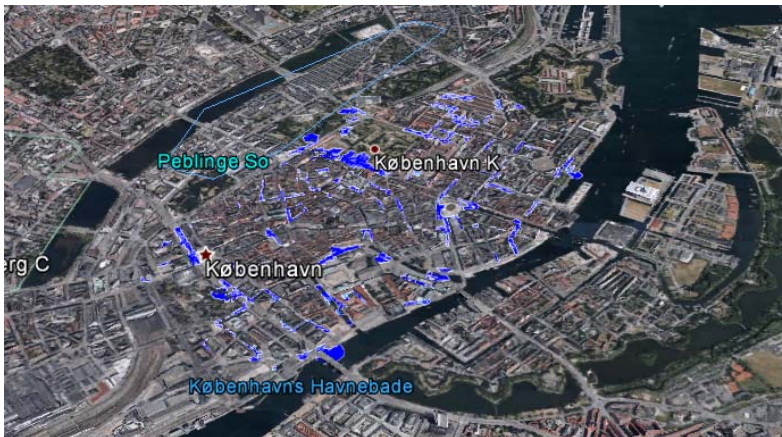 Peblinge So
København K
erg C
København
Københavns Havnebade